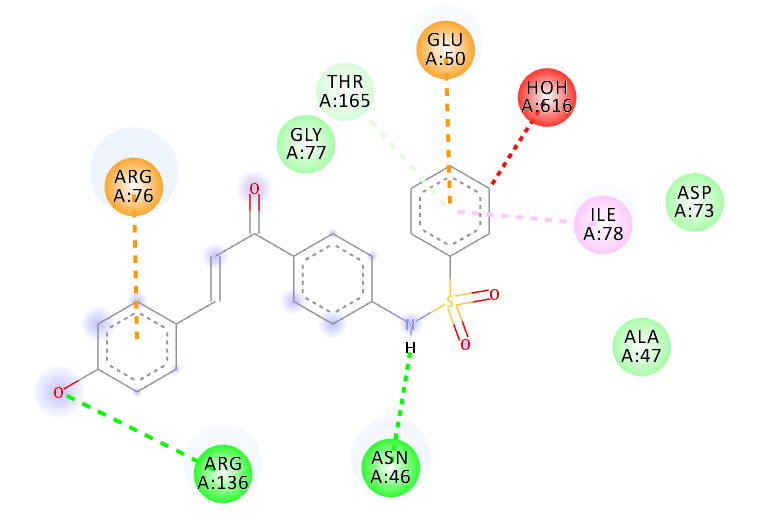 GLU
A:50
HOH
A:616
THR
A:165
GLY
A:77
ARG
A:76
O
ASP
A:73
ILE
A:78
O
S
N
H
O
ALA
A:47
O
ARG
A:136
ASN
A:46